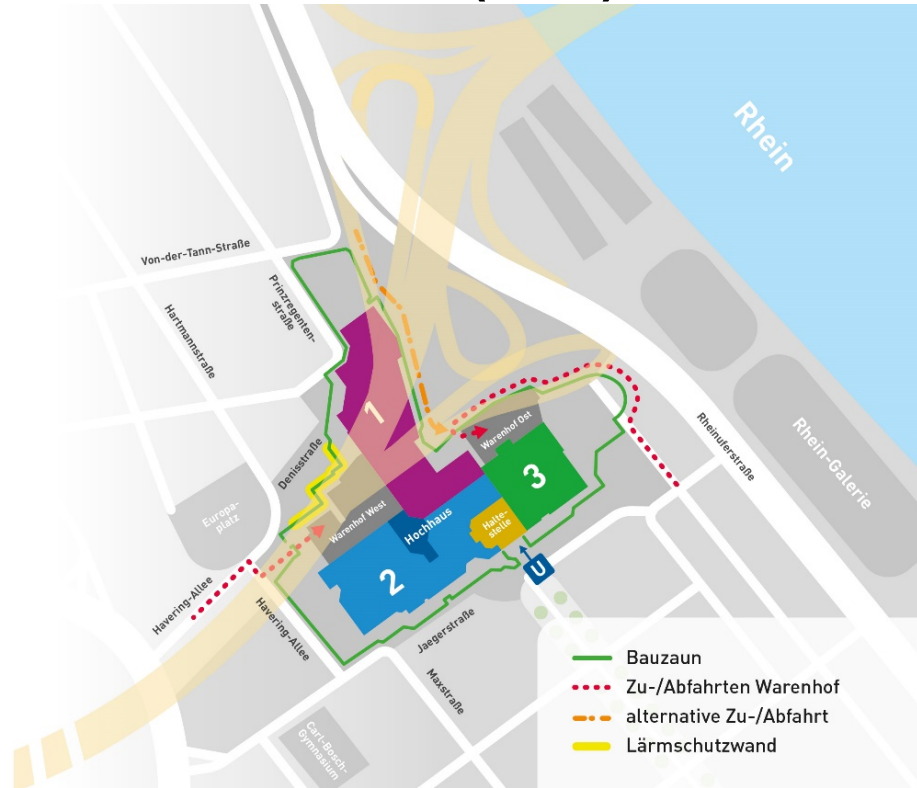 Rhein
Von-der-Tann-Straße
Prinzregenten-
straße
Hartmannstraße
1
Warenhof Ost
Rheinuferstraße
Rhein-Galerie
Denisstraße
3
Europa-
platz
Warenhof West
Hochhaus
Halte-
stelle
2
U
Havering-Allee
Havering-Allee
Jaegerstraße
Maxstraße
Carl-Bosch-
Gymnasium
Bauzaun
Zu-/Abfahrten Warenhof
alternative Zu-/Abfahrt
Lärmschutzwand